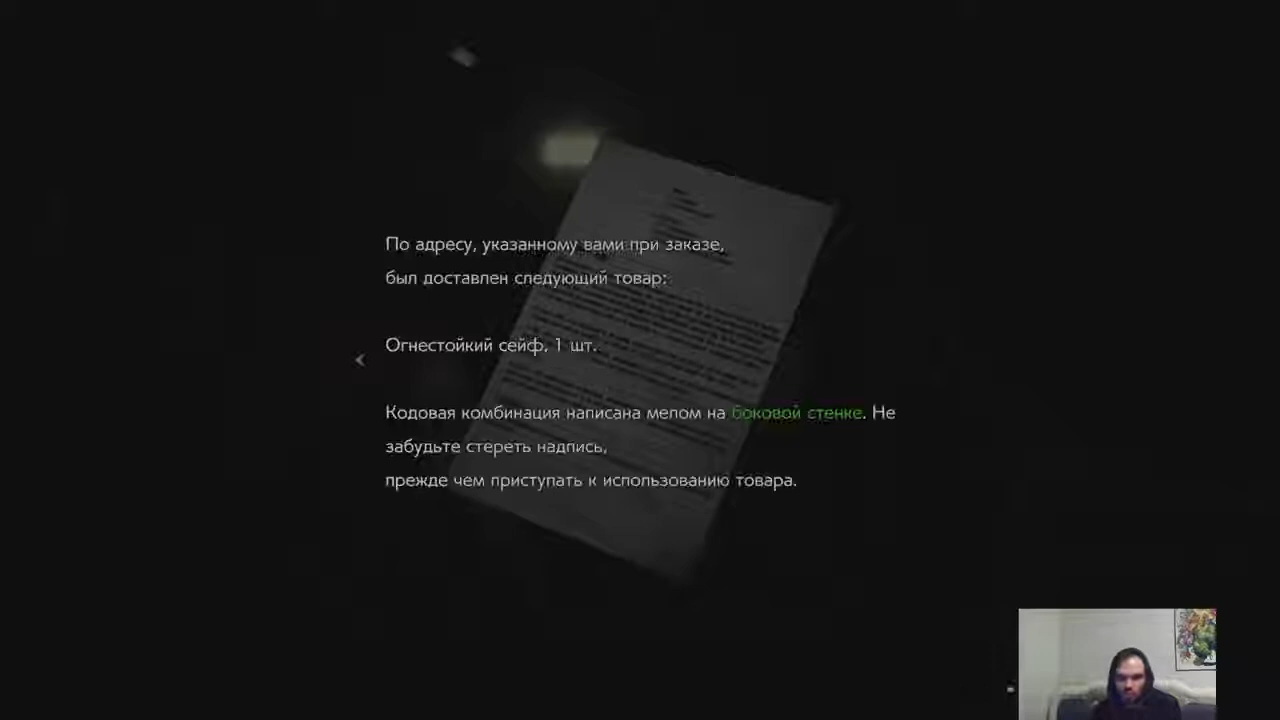 По адресу, указанному вами при заказе,
был доставлен следующий товар:
Огнестойкий сейф, 1 шт.
Кодовая комбинация написана мелом на боковой стенке. Не
забудьте стереть надпись,
прежде чем приступать к использованию товара.